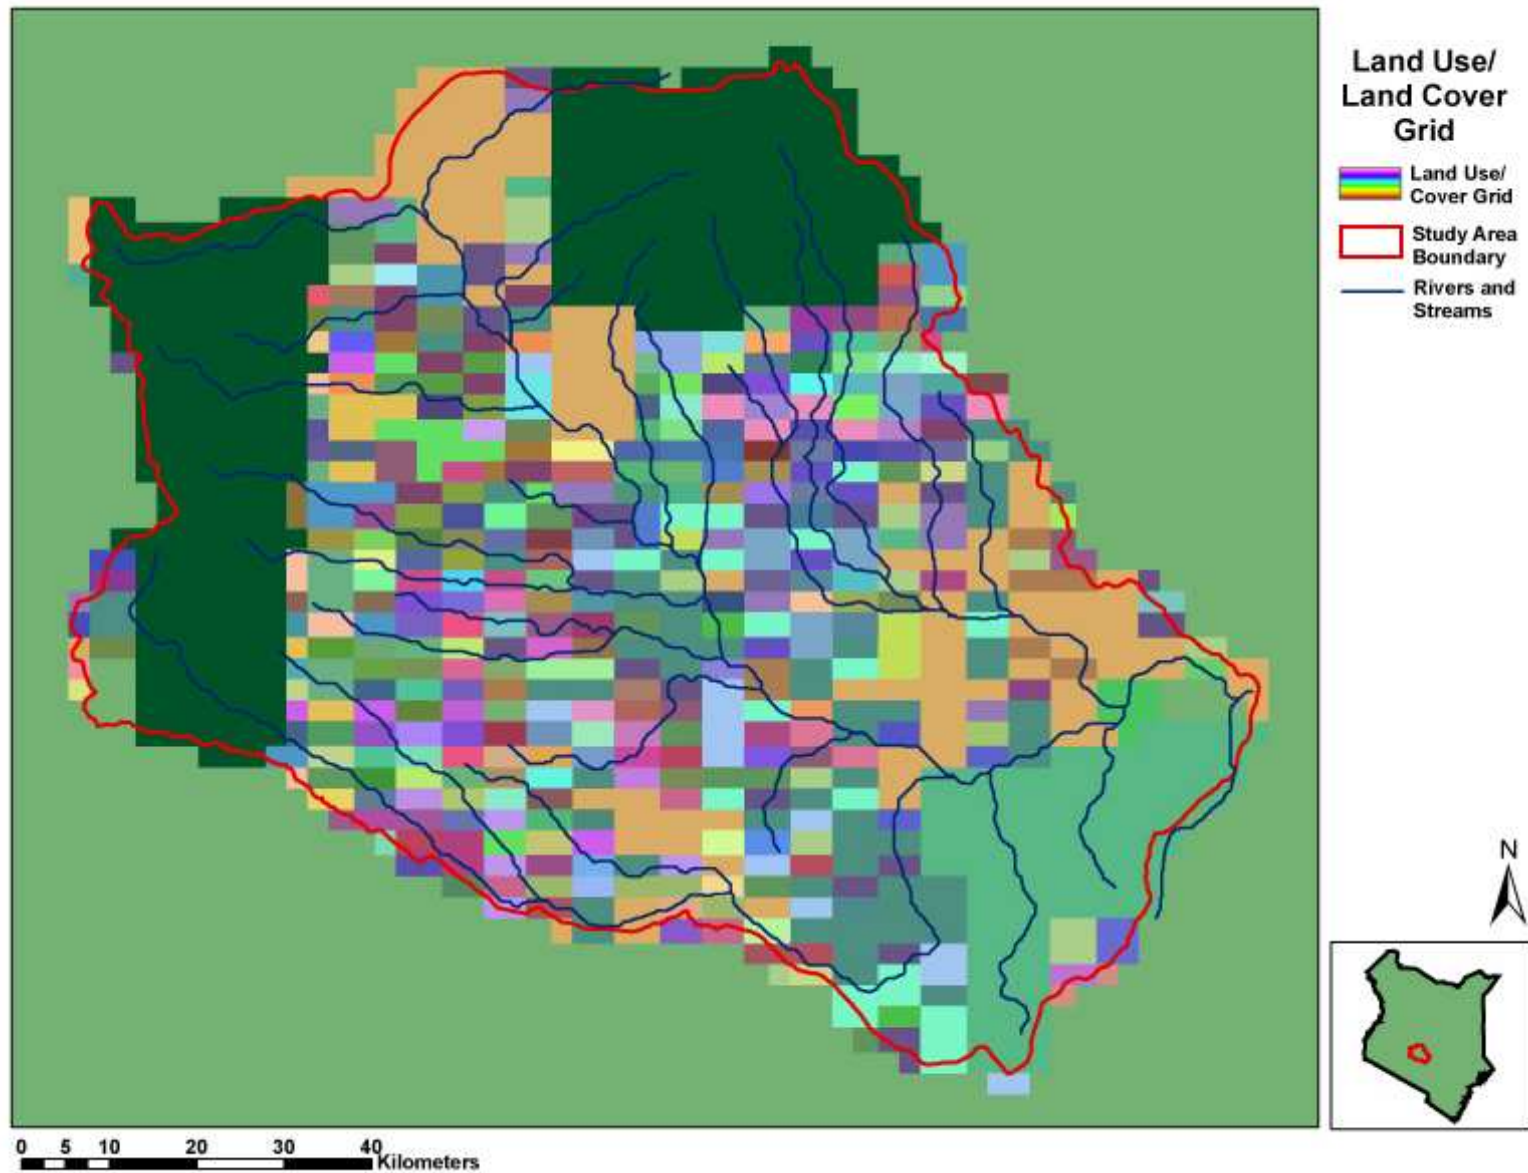 Land Use/
Land Cover
Grid
Land Use/
Cover Grid
Study Area
Boundary
Rivers and
Streams
N
0 5 10 20 30 40
Kilometers